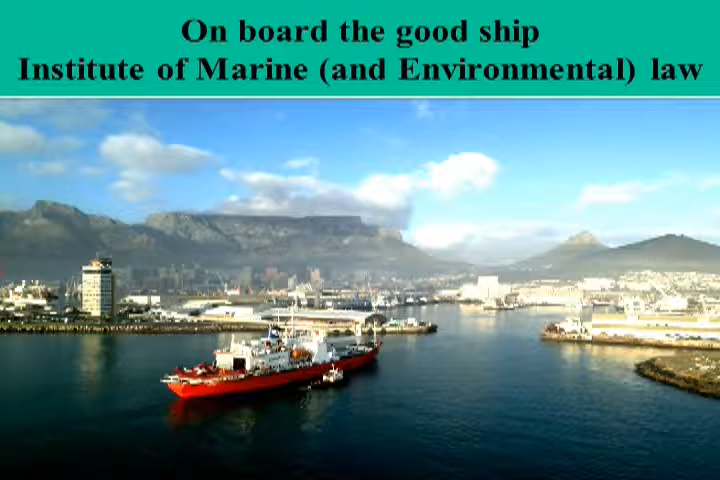 On board the good ship
Institute of Marine (and Environmental) law